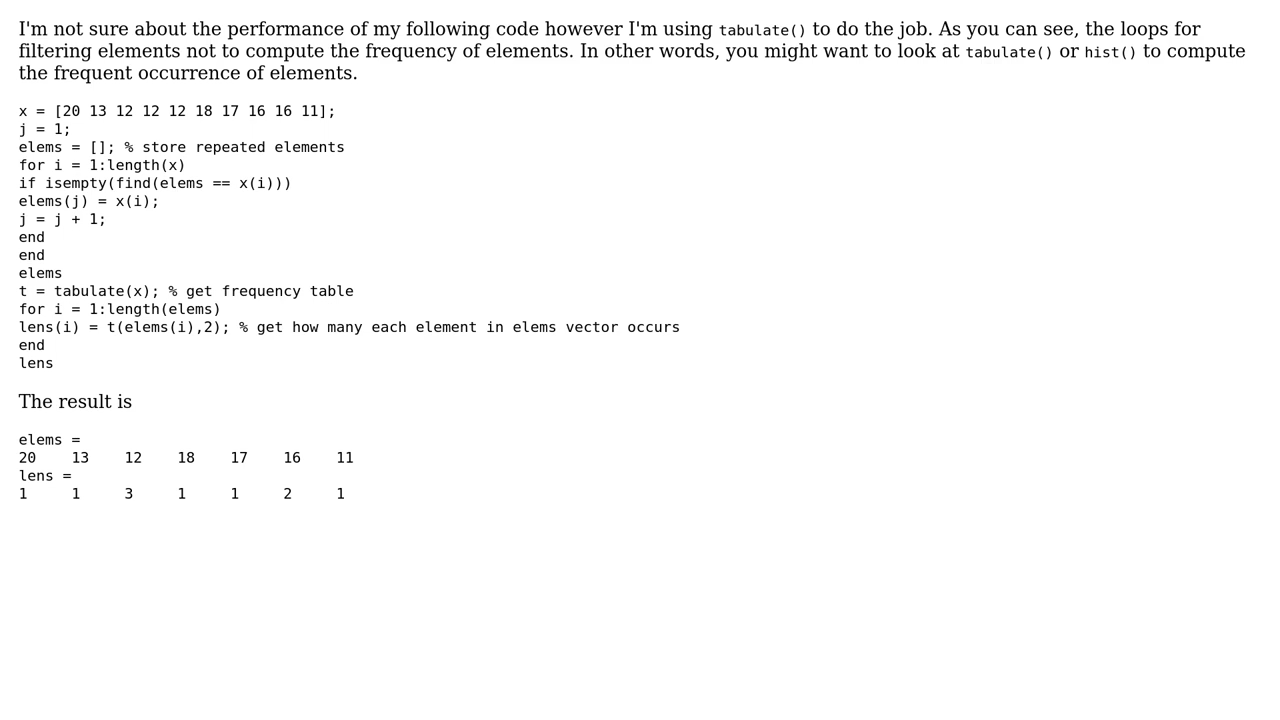 I'm not sure about the performance of my following code however I'm using tabulate() to do the job. As you can see, the loops for
filtering elements not to compute the frequency of elements. In other words, you might want to look at tabulate() or hist() to compute
the frequent occurrence of elements.
x = [20 13 12 12 12 18 17 16 16 11];
j = 1;
elems = []; % store repeated elements
for i = 1:length(x)
if isempty(find(elems == x(i)))
elems(j) = x(i);
j = j + 1;
end
end
elems
t = tabulate(x); % get frequency table
for i = 1:length(elems)
lens(i) = t(elems(i),2); % get how many each element in elems vector occurs
end
lens
The result is
elems =
20    13    12    18    17    16    11
lens =
1     1     3     1     1     2     1